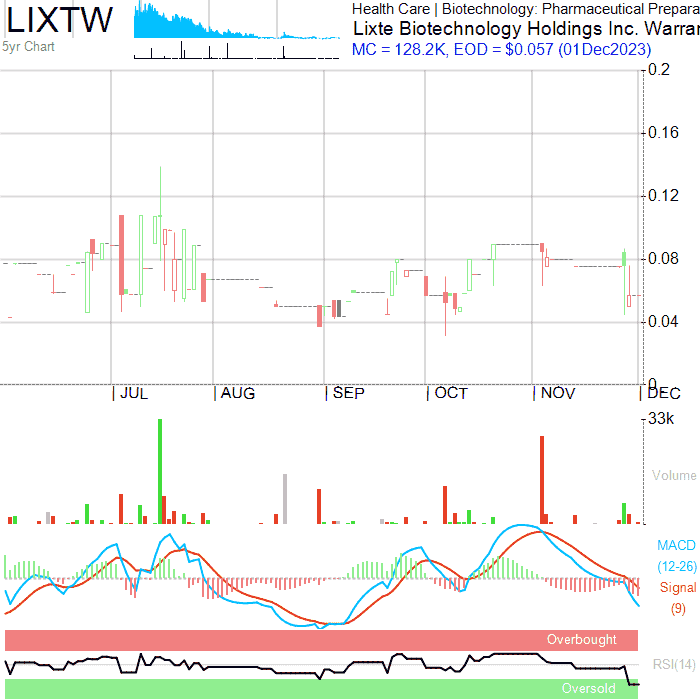 LIXTW
5yr Chart
Health Care | Biotechnology: Pharmaceutical Prepara
Lixte Biotechnology Holdings Inc. Warran
MC = 128.2K, EOD = $0.057 (01Dec2023)
0.2
0.16
0.12
0.08
0.04
0
JUL AUG SEP OCT NOV DEC
33k
Volume
MACD
(12-26)
Signal
(9)
Overbought
RSI(14)
Oversold